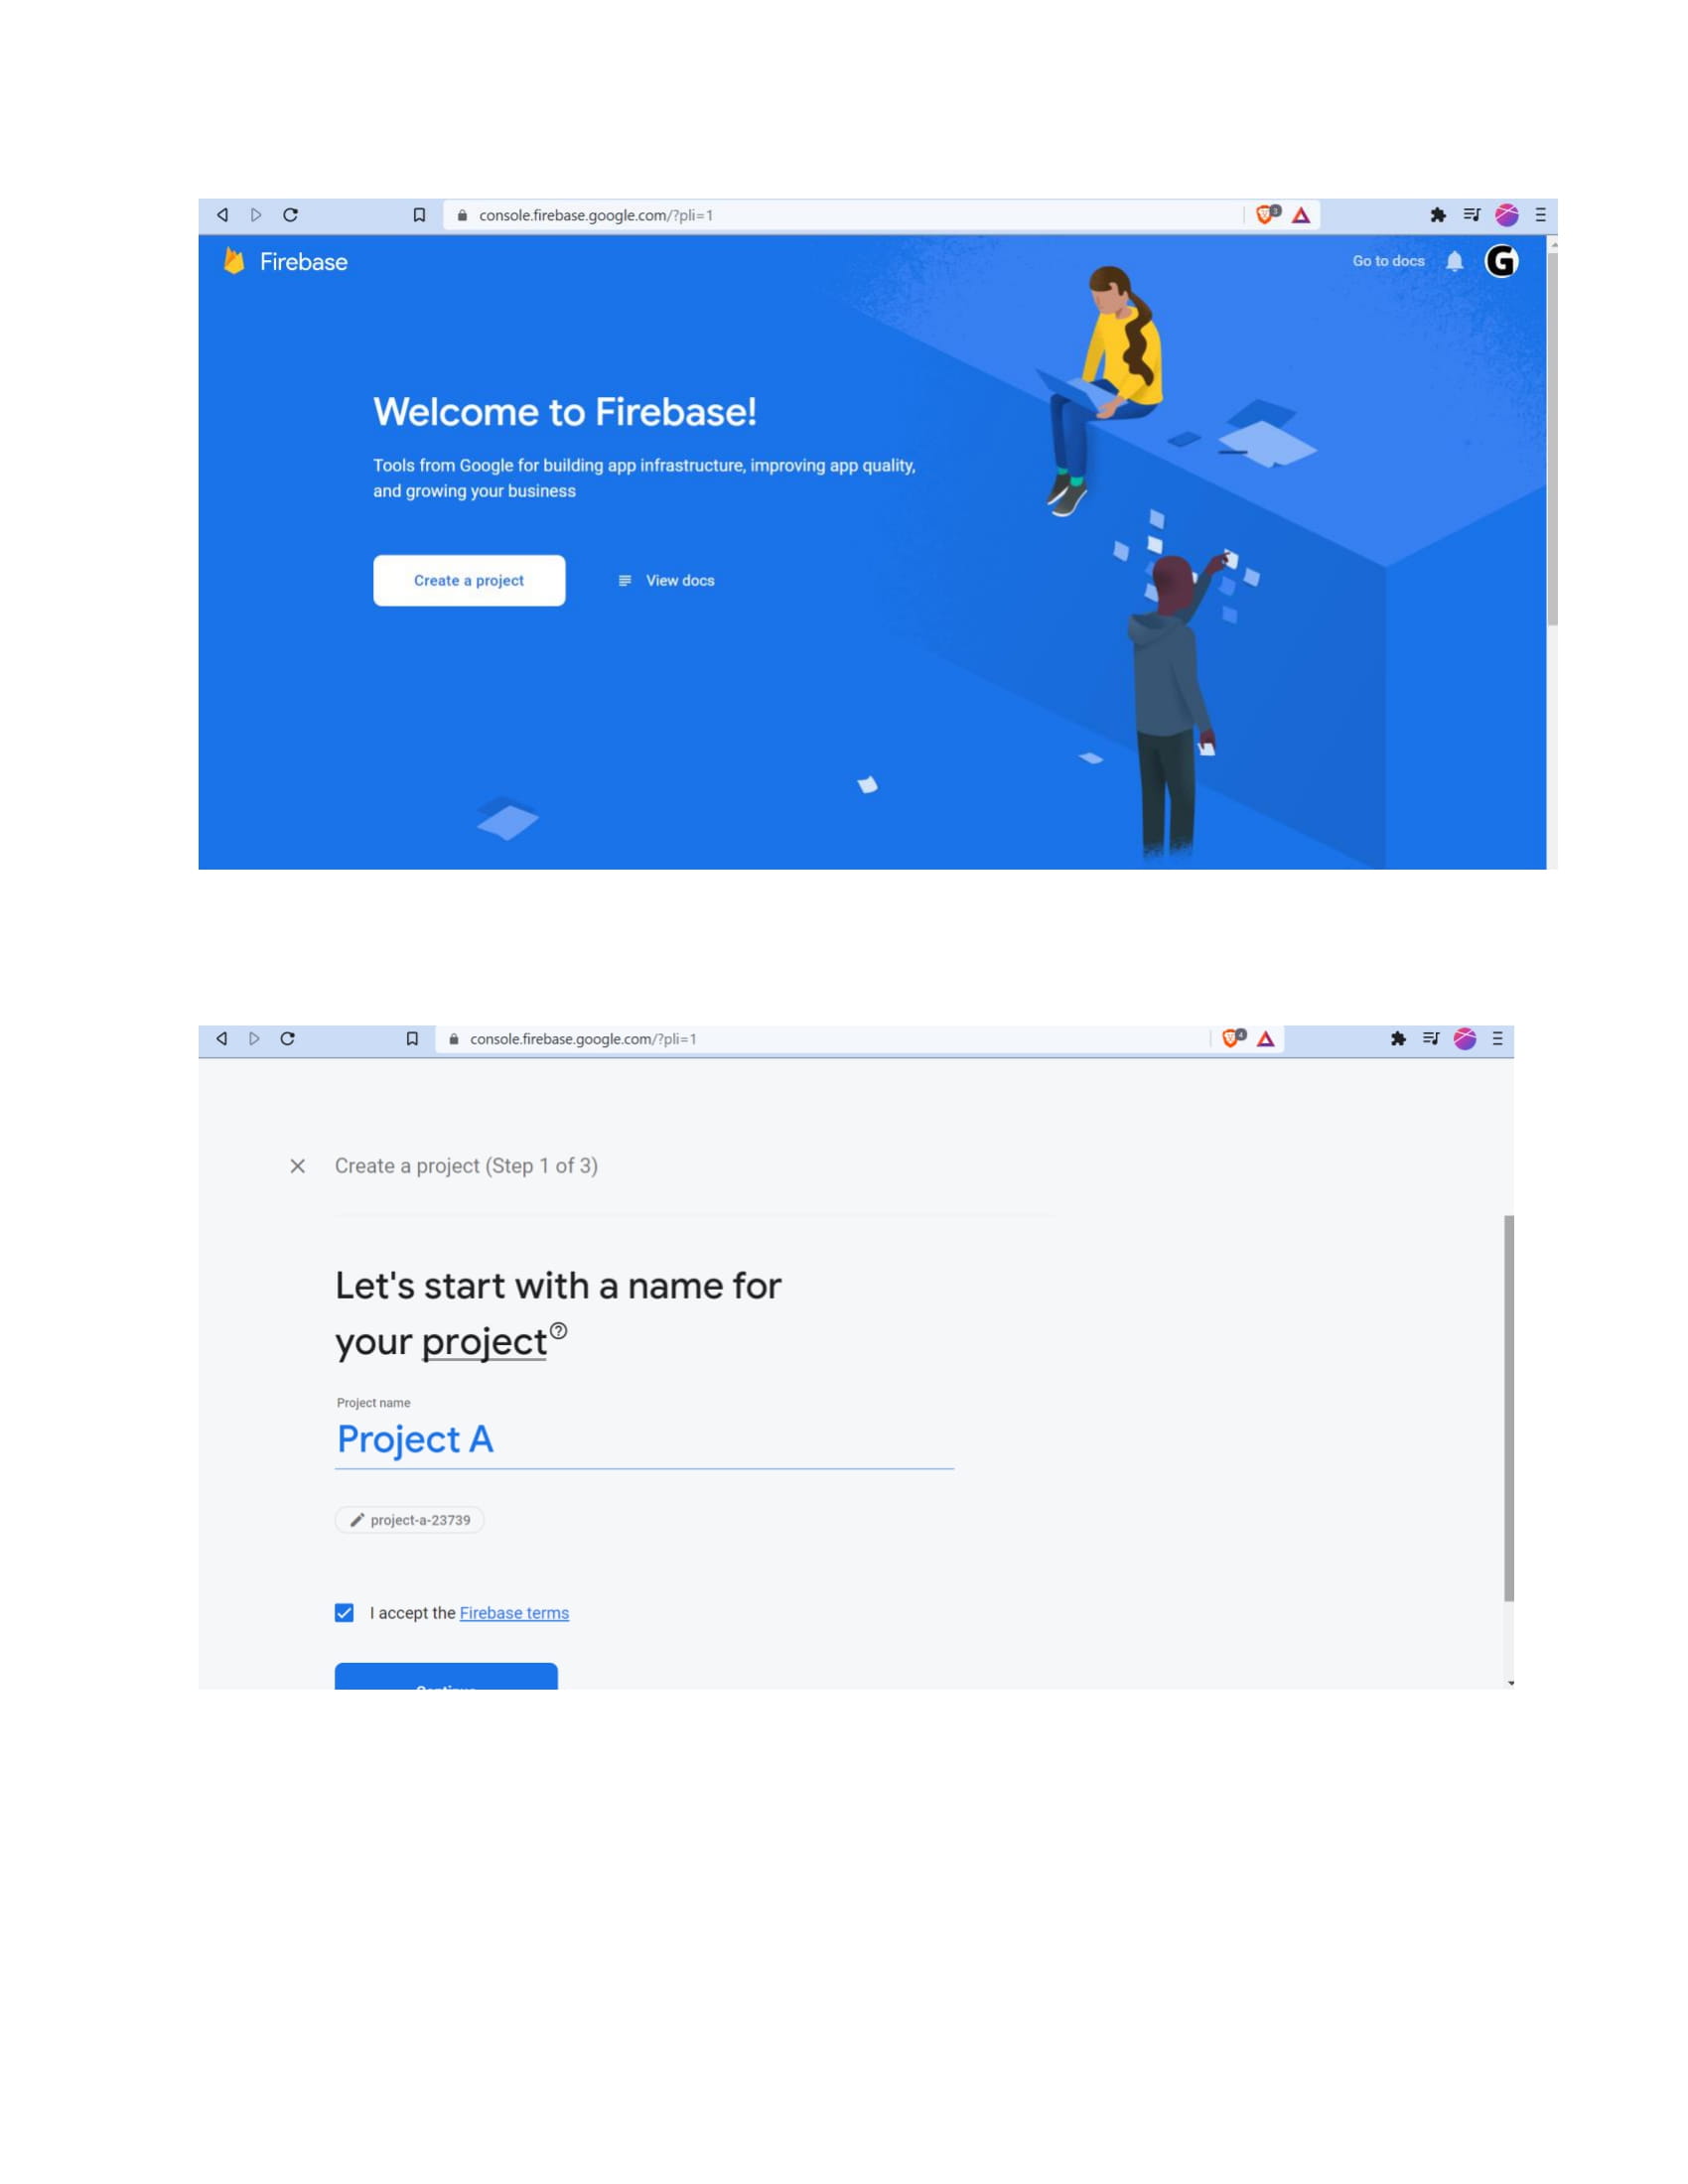 console.firebase.google.com/?pli=1
3
Firebase
Go to docs
G
Welcome to Firebase!
Tools from Google for building app infrastructure, improving app quality,
and growing your business
Create a project
View docs
console.firebase.google.com/?pli=1
4
Create a project (Step 1 of 3)
Let's start with a name for
your project
Project name
Project A
project-a-23739
I accept the Firebase terms